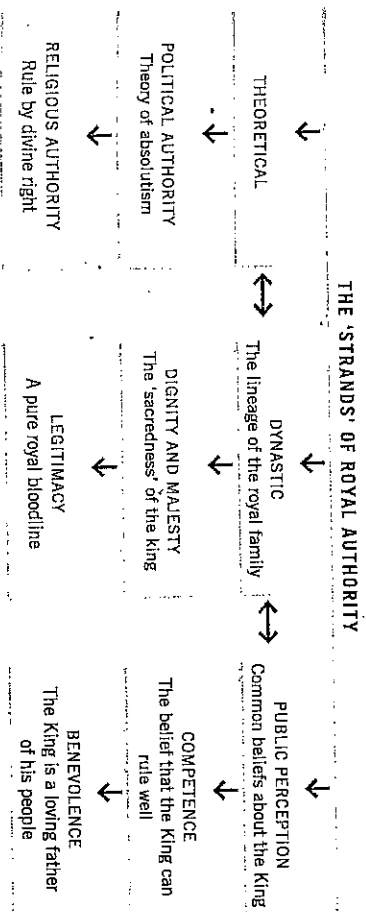 THE 'STRANDS' OF ROYAL AUTHORITY
THEORETICAL
POLITICAL AUTHORITY
Theory of absolutism
RELIGIOUS AUTHORITY
Rule by divine right
DYNASTIC
The lineage of the royal family
DIGNITY AND MAJESTY
The 'sacredness' of the king
LEGITIMACY
A pure royal bloodline
PUBLIC PERCEPTION
Common beliefs about the King
COMPETENCE
The belief that the King can
rule well
BENEVOLENCE
The King is a loving father
of his people